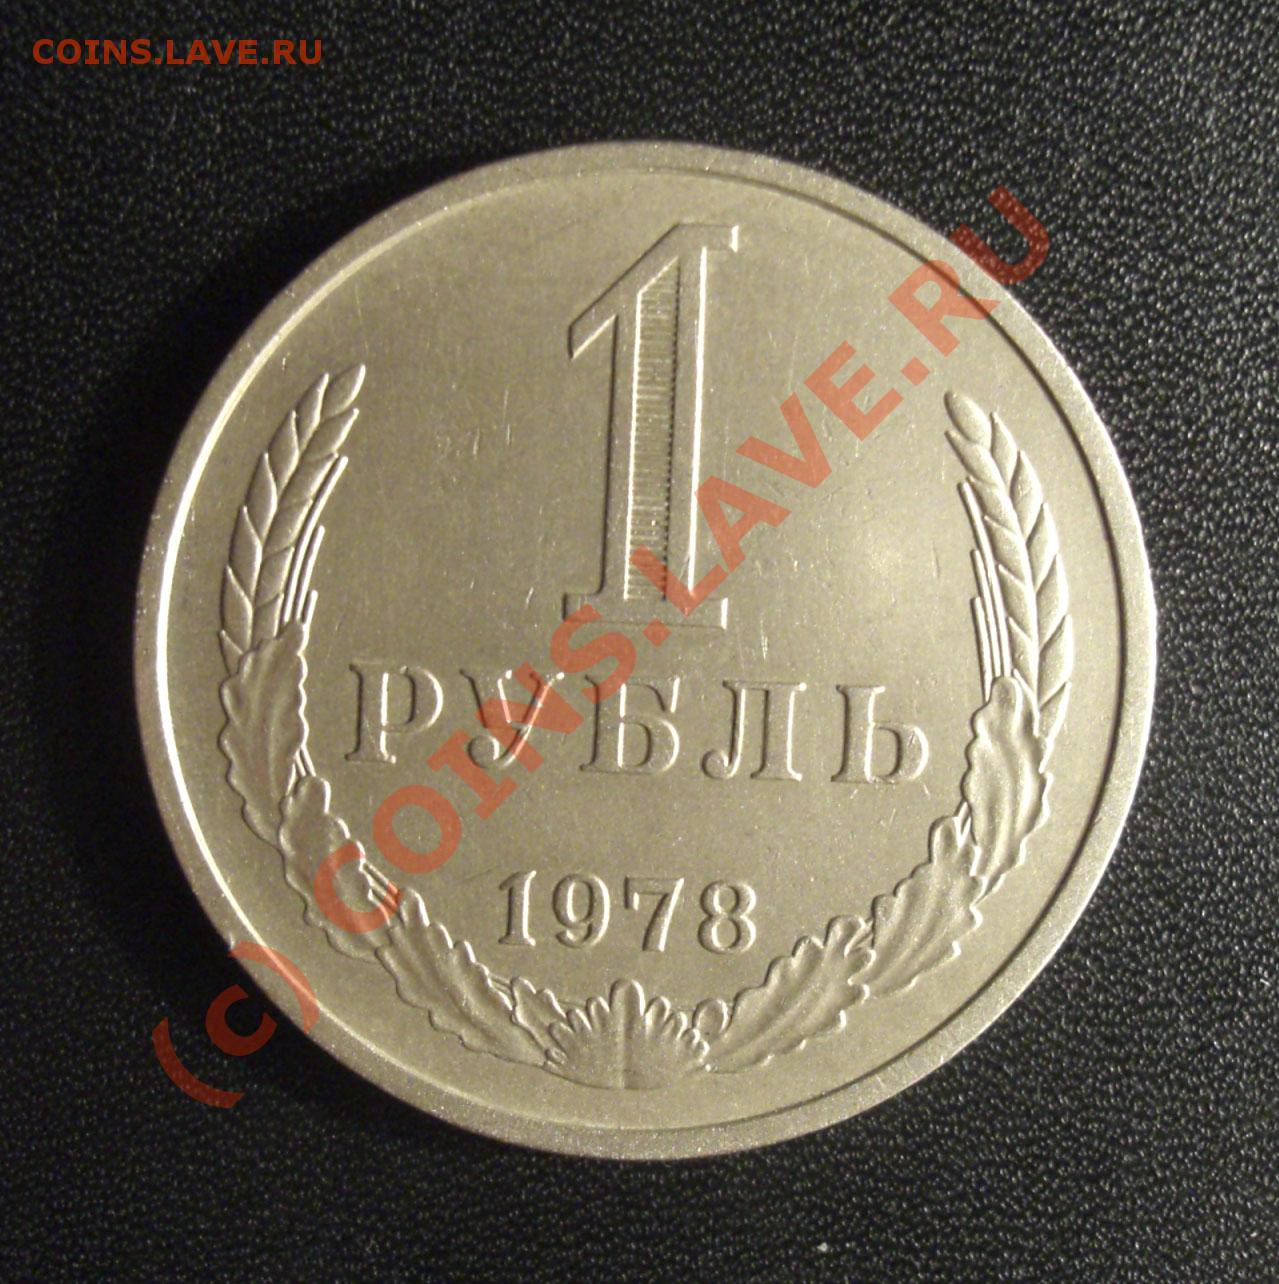 COINS.LAVE.RU
1
РУБЛЬ
1978
(c) COINS.LAVE.RU